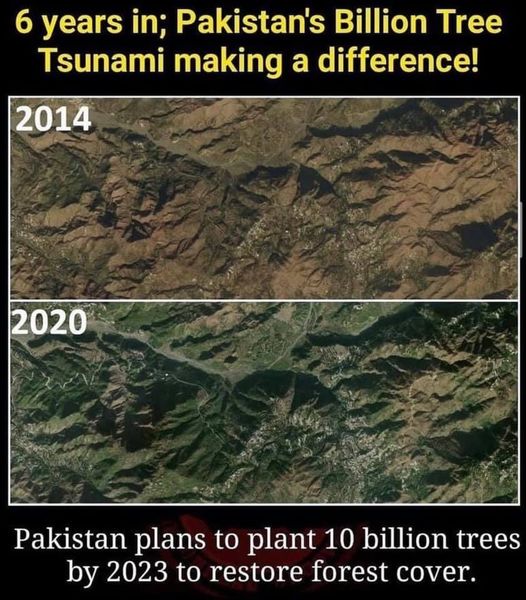 6 years in; Pakistan's Billion Tree
Tsunami making a difference!
2014
2020
Pakistan plans to plant 10 billion trees
by 2023 to restore forest cover.